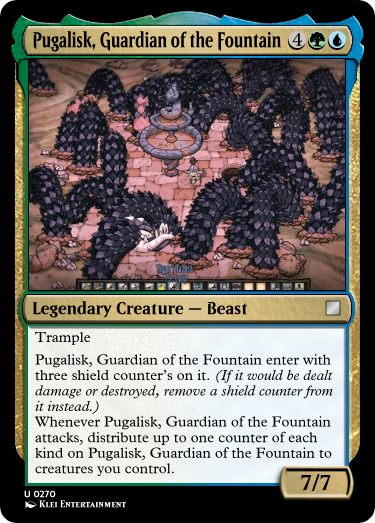 Pugalisk, Guardian of the Fountain 4
Legendary Creature — Beast
Trample
Pugalisk, Guardian of the Fountain enter with
three shield counter's on it. (If it would be dealt
damage or destroyed, remove a shield counter from
it instead.)
Whenever Pugalisk, Guardian of the Fountain
attacks, distribute up to one counter of each
kind on Pugalisk, Guardian of the Fountain to
creatures you control.
7/7
U 0270
Klei Entertainment